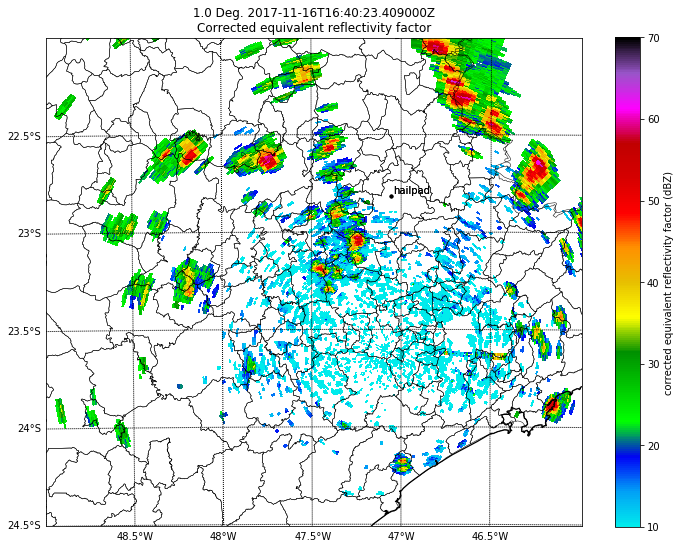 1.0 Deg. 2017-11-16T16:40:23.409000Z
Corrected equivalent reflectivity factor
70
60
50
40
30
20
10
corrected equivalent reflectivity factor (dBZ)
22.5°S
23°S
23.5°S
24°S
24.5°S
hailpad
48.5°W
48°W
47.5°W
47°W
46.5°W